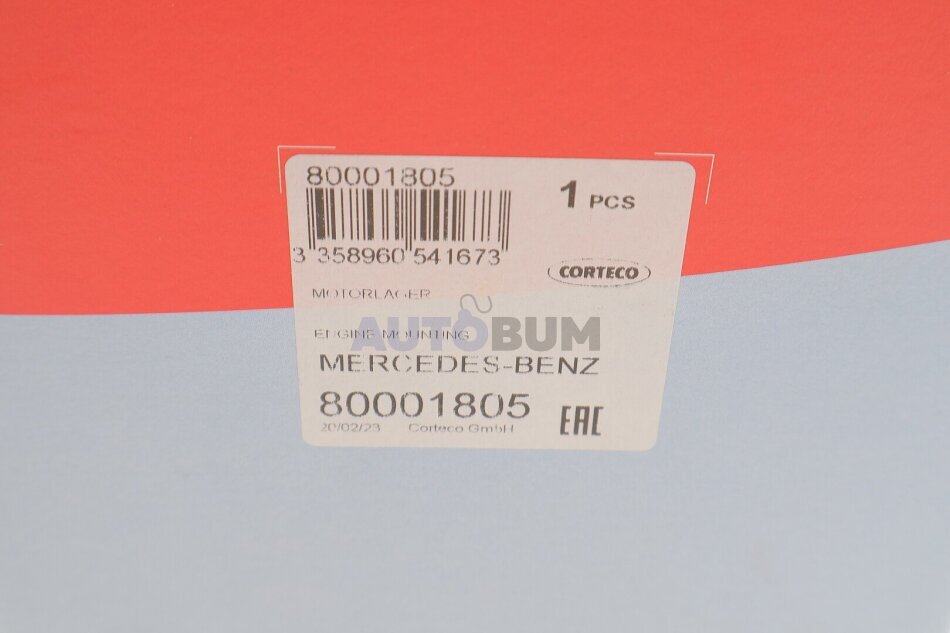 80001805
1 PCS
3 358960 541673
CORTECO
MOTORLAGER
AUTOBUM
ENGINE MOUNTING
MERCEDES-BENZ
80001805
EAC
20/02/23 Corteco GmbH